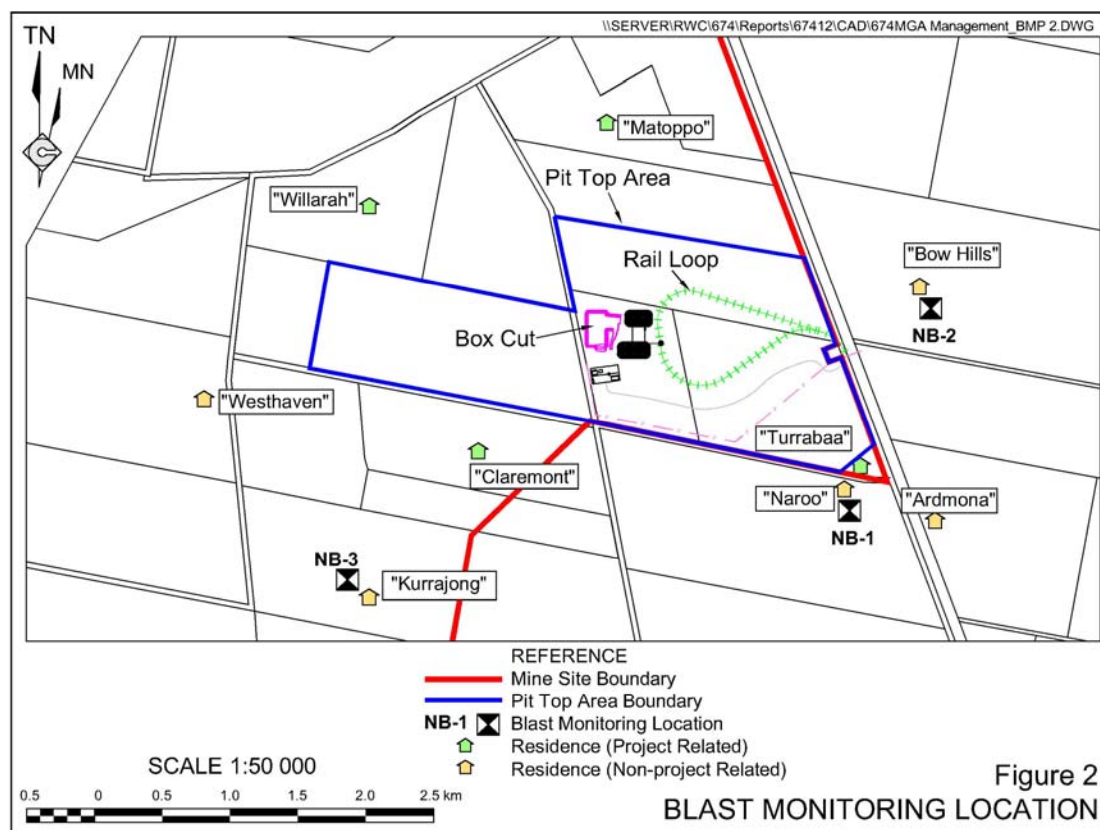 \\SERVER\RWC\674\Reports\67412\CAD\674MGA Management_BMP 2.DWG
TN
MN
"Matoppo"
Pit Top Area
"Willarah"
Rail Loop
"Bow Hills"
NB-2
Box Cut
"Westhaven"
"Turrabaa"
"Claremont"
"Naroo"
"Ardmona"
NB-1
NB-3
"Kurrajong"
REFERENCE
Mine Site Boundary
Pit Top Area Boundary
NB-1 Blast Monitoring Location
Residence (Project Related)
Residence (Non-project Related)
SCALE 1:50 000
0.5 0 0.5 1.0 1.5 2.0 2.5 km
Figure 2
BLAST MONITORING LOCATION